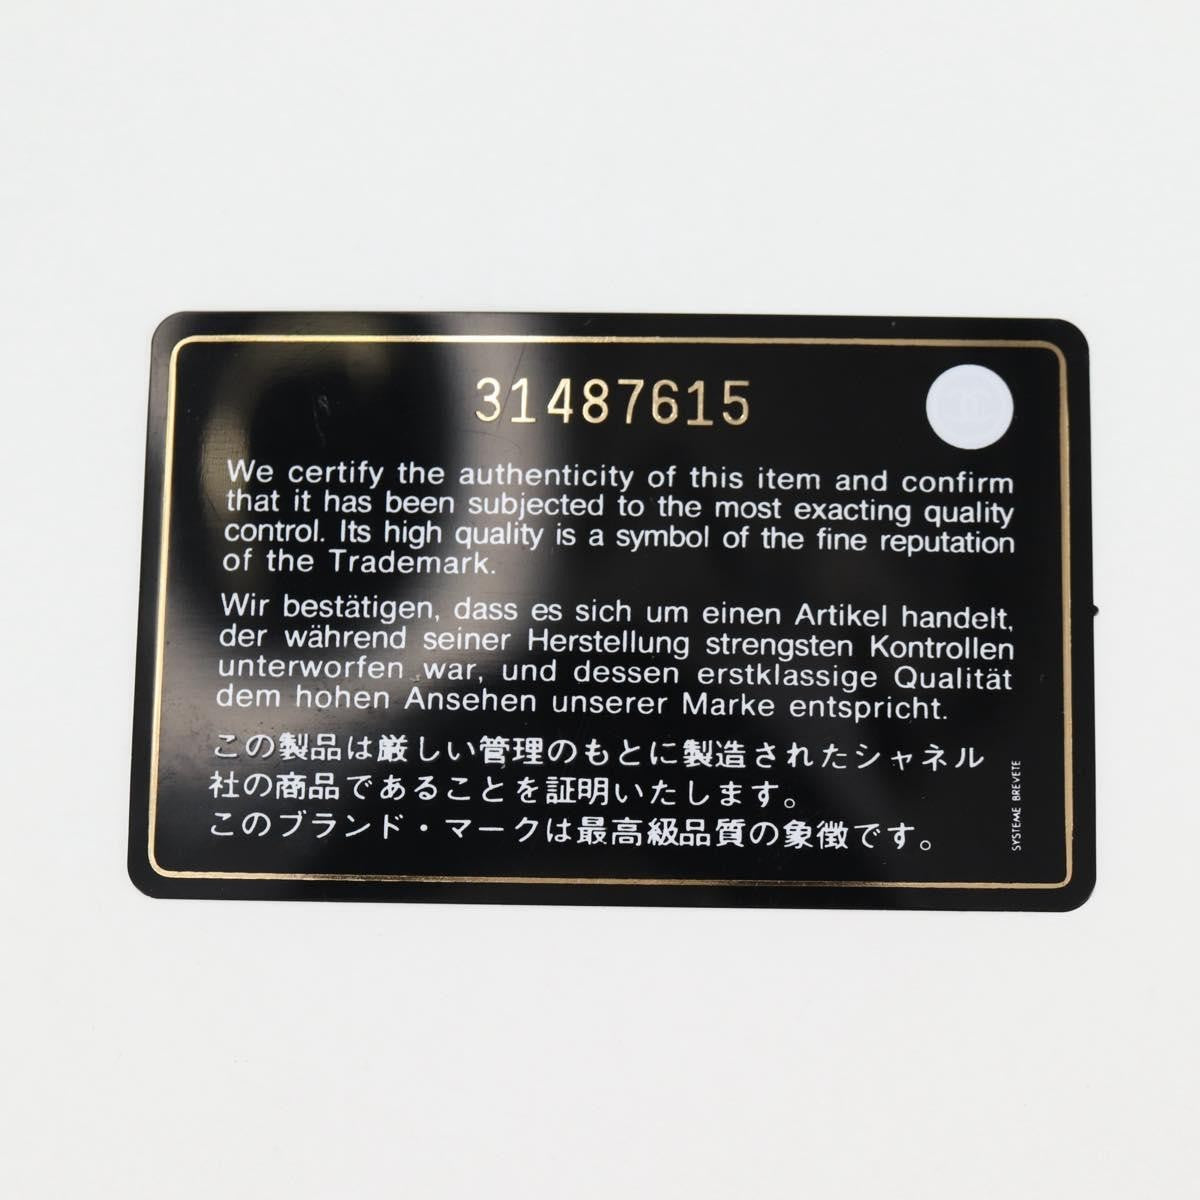 31487615
We certify the authenticity of this item and confirm
that it has been subjected to the most exacting quality
control. Its high quality is a symbol of the fine reputation
of the Trademark.
Wir bestätigen, dass es sich um einen Artikel handelt,
der während seiner Herstellung strengsten Kontrollen
unterworfen war, und dessen erstklassige Qualität
dem hohen Ansehen unserer Marke entspricht.
この製品は厳しい管理のもとに製造されたシャネル
社の商品であることを証明いたします。
このブランド・マークは最高級品質の象徴です。
SYSTEME BREVETE